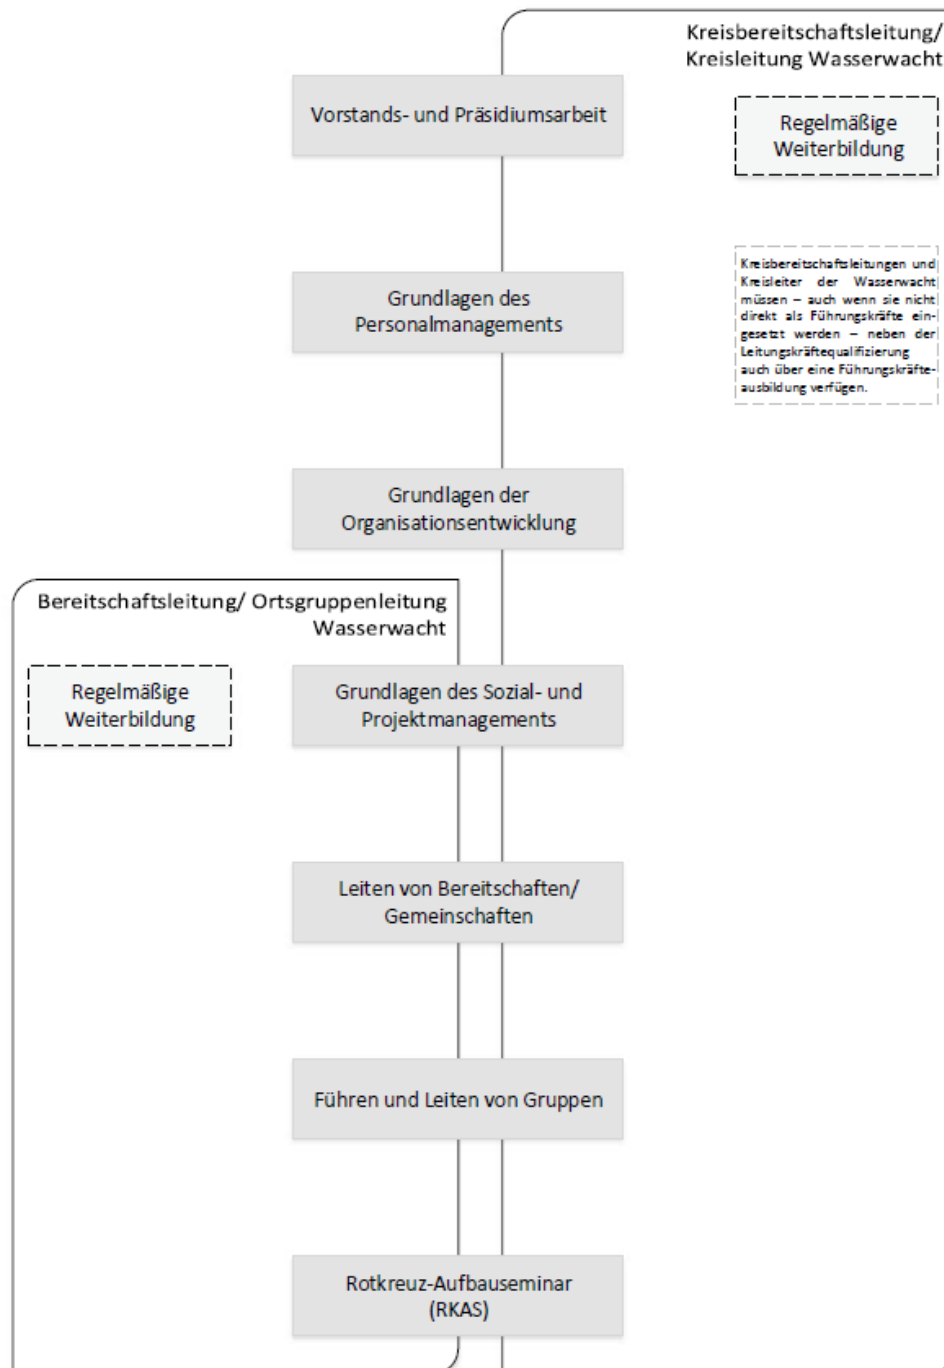 Kreisbereitschaftsleitung/
Kreisleitung Wasserwacht
Vorstands- und Präsidiumsarbeit
Regelmäßige
Weiterbildung
Kreisbereitschaftsleitungen und
Kreisleiter der Wasserwacht
müssen – auch wenn sie nicht
direkt als Führungskräfte ein-
gesetzt werden – neben der
Leitungskräftequalifizierung
auch über eine Führungskräfte-
ausbildung verfügen.
Grundlagen des
Personalmanagements
Grundlagen der
Organisationsentwicklung
Bereitschaftsleitung/ Ortsgruppenleitung
Wasserwacht
Regelmäßige
Weiterbildung
Grundlagen des Sozial- und
Projektmanagements
Leiten von Bereitschaften/
Gemeinschaften
Führen und Leiten von Gruppen
Rotkreuz-Aufbauseminar
(RKAS)